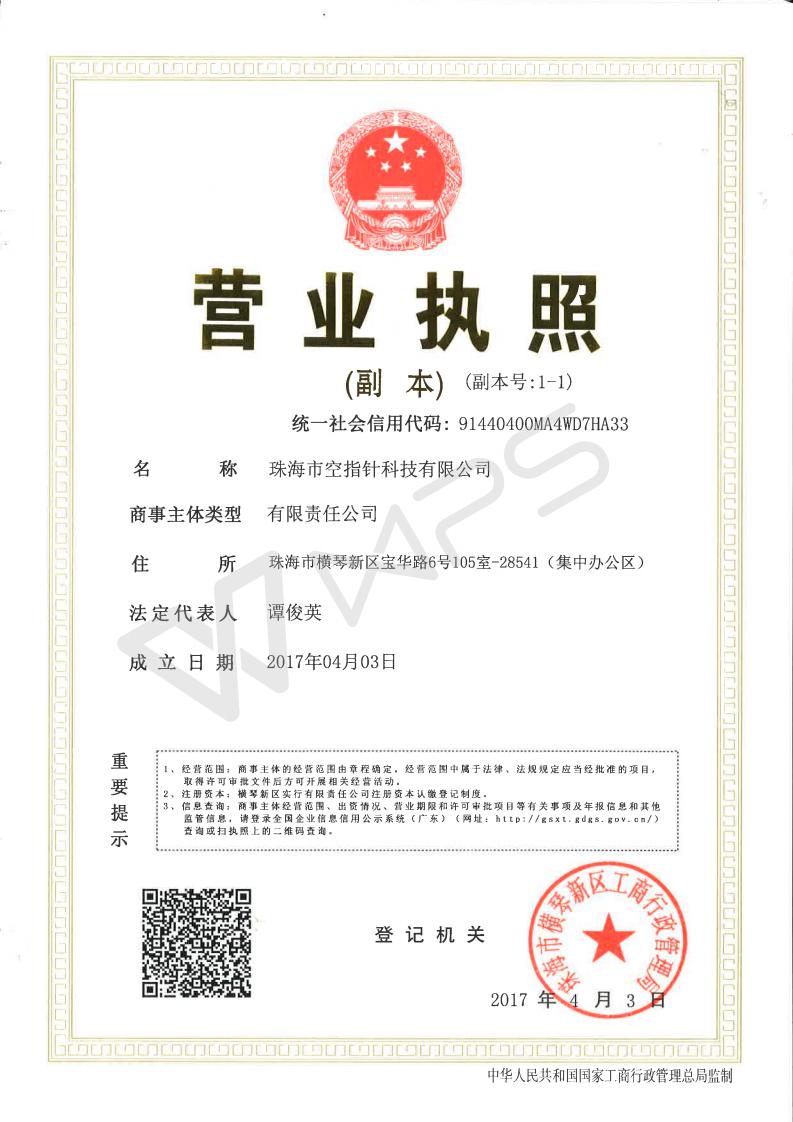 营业执照
(副 本) (副本号:1-1)
统一社会信用代码: 91440400MA4WD7HA33
名 称 珠海市空指针科技有限公司
商事主体类型 有限责任公司
住 所 珠海市横琴新区宝华路6号105室-28541（集中办公区）
法定代表人 谭俊英
成立日期 2017年04月03日
WPS
重要提示
1、经营范围：商事主体的经营范围由章程确定。经营范围中属于法律、法规规定应当经批准的项目，
取得许可审批文件后方可开展相关经营活动。
2、注册资本：横琴新区实行有限责任公司注册资本认缴登记制度。
3、信息查询：商事主体经营范围、出资情况、营业期限和许可审批项目等有关事项及年报信息和其他
监管信息，请登录全国企业信息信用公示系统（广东）（网址：http://gsxt.gdgs.gov.cn/）
查询或扫执照上的二维码查询。
登记机关
珠海市横琴新区工商行政管理局
2017 年 4 月 3 日
中华人民共和国国家工商行政管理总局监制